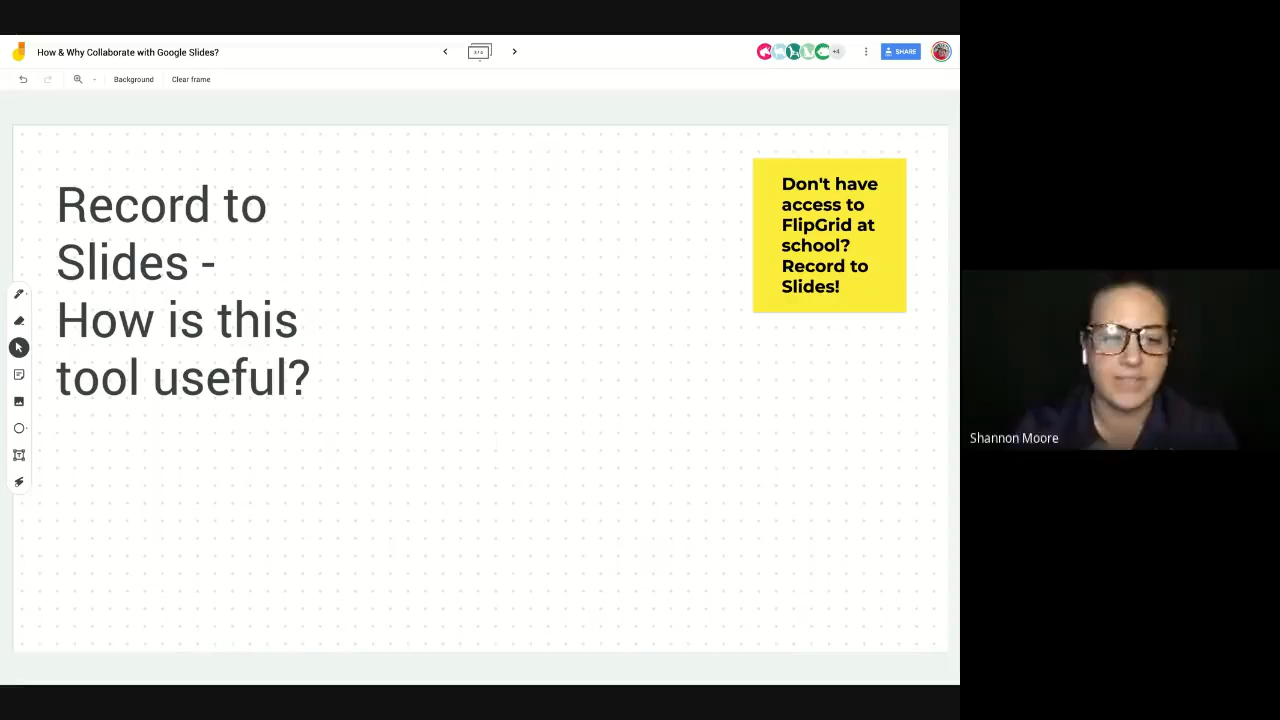 How & Why Collaborate with Google Slides?
+4
SHARE
Background
Clear frame
Record to
Slides -
How is this
tool useful?
Don't have
access to
FlipGrid at
school?
Record to
Slides!
Shannon Moore